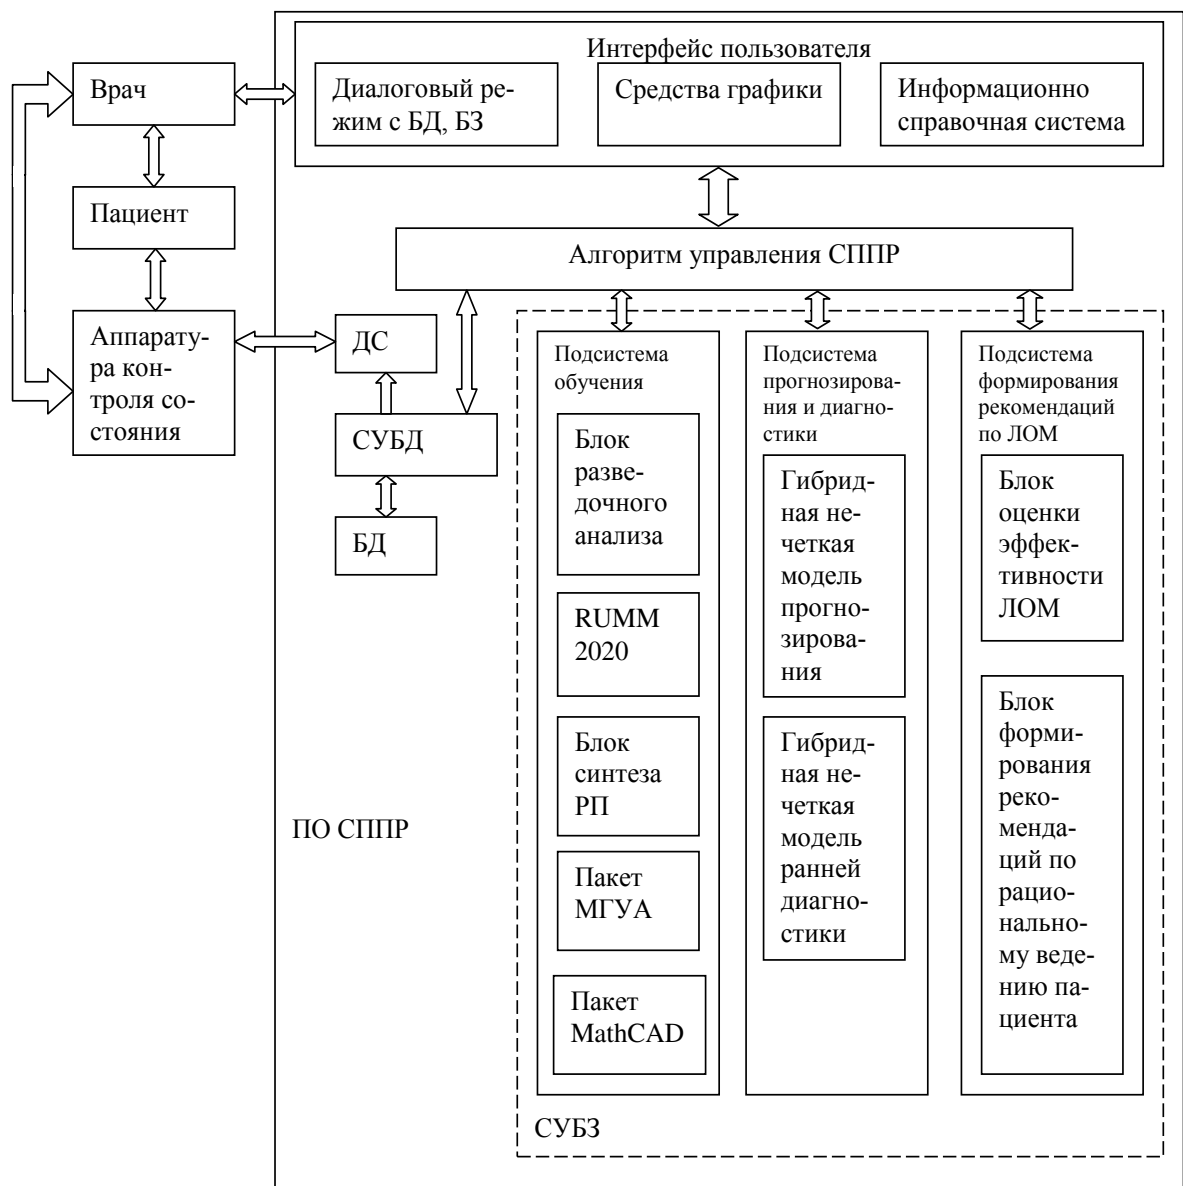 Интерфейс пользователя
Врач
Диалоговый ре-
жим с БД, БЗ
Средства графики
Информационно
справочная система
Пациент
Алгоритм управления СППР
Аппарату-
ра кон-
троля со-
стояния
ДС
СУБД
БД
ПО СППР
Подсистема
обучения
Блок
разве-
дочного
анализа
RUMM
2020
Блок
синтеза
РП
Пакет
МГУА
Пакет
MathCAD
Подсистема
прогнозирова-
ния и диагно-
стики
Гибрид-
ная не-
четкая
модель
прогно-
зирова-
ния
Гибрид-
ная не-
четкая
модель
ранней
диагно-
стики
Подсистема
формирования
рекомендаций
по ЛОМ
Блок
оценки
эффек-
тивности
ЛОМ
Блок
форми-
рования
реко-
менда-
ций по
рацио-
нально-
му веде-
нию па-
циента
СУБЗ